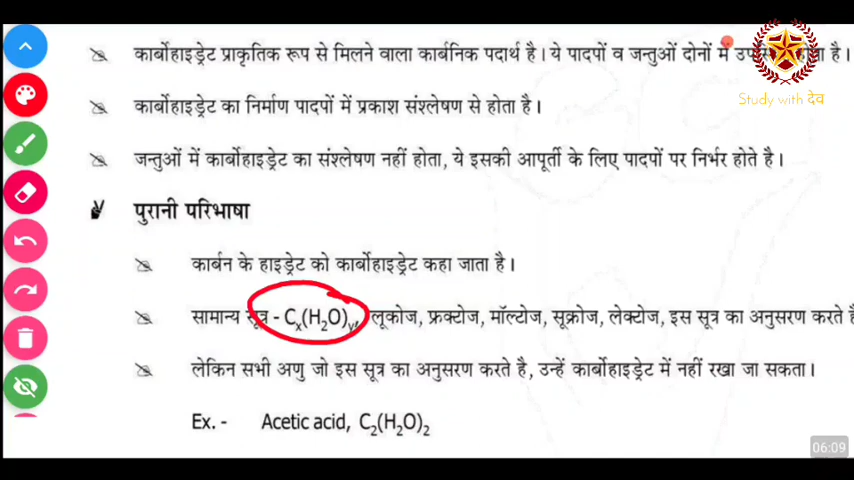 कार्बोहाइड्रेट प्राकृतिक रूप से मिलने वाला कार्बनिक पदार्थ है। ये पादपों व जन्तुओं दोनों में है।
Study with देव
कार्बोहाइड्रेट का निर्माण पादपों में प्रकाश संश्लेषण से होता है।
जन्तुओं में कार्बोहाइड्रेट का संश्लेषण नहीं होता, ये इसकी आपूर्ती के लिए पादपों पर निर्भर होते है।
पुरानी परिभाषा
कार्बन के हाइड्रेट को कार्बोहाइड्रेट कहा जाता है।
सामान्य सूत्र - Cₓ(H₂O)ᵧ, लूकोज, फ्रक्टोज, मॉल्टोज, सूक्रोज, लेक्टोज, इस सूत्र का अनुसरण करते है
लेकिन सभी अणु जो इस सूत्र का अनुसरण करते है, उन्हें कार्बोहाइड्रेट में नहीं रखा जा सकता।
Ex. - Acetic acid, C₂(H₂O)₂
06:09